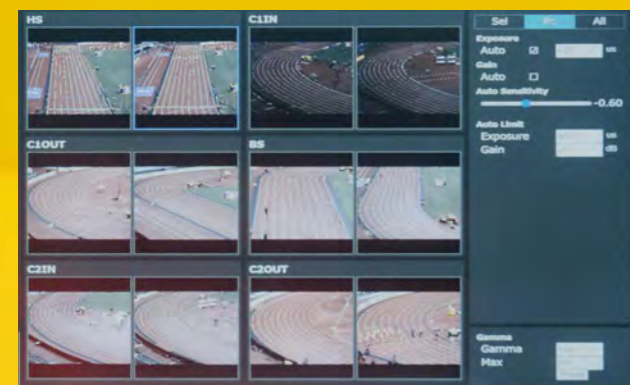 HS
C1IN
C1OUT
BS
C2IN
C2OUT
Sel
All
Exposure
Auto
us
Gain
Auto
Auto Sensitivity
-0.60
Auto Limit
Exposure
us
Gain
dB
Gamma
Gamma
Max